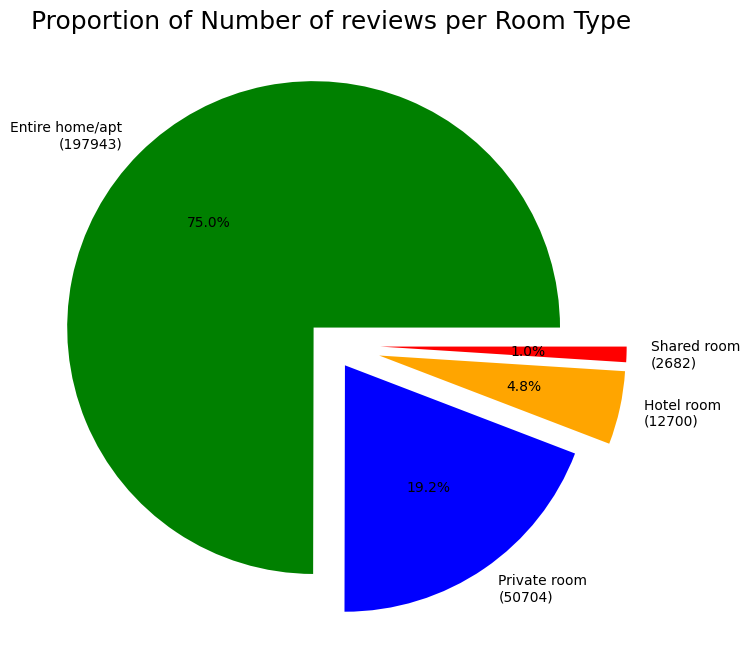 Proportion of Number of reviews per Room Type
Entire home/apt
(197943)
75.0%
Shared room
(2682)
1.0%
4.8%
Hotel room
(12700)
19.2%
Private room
(50704)